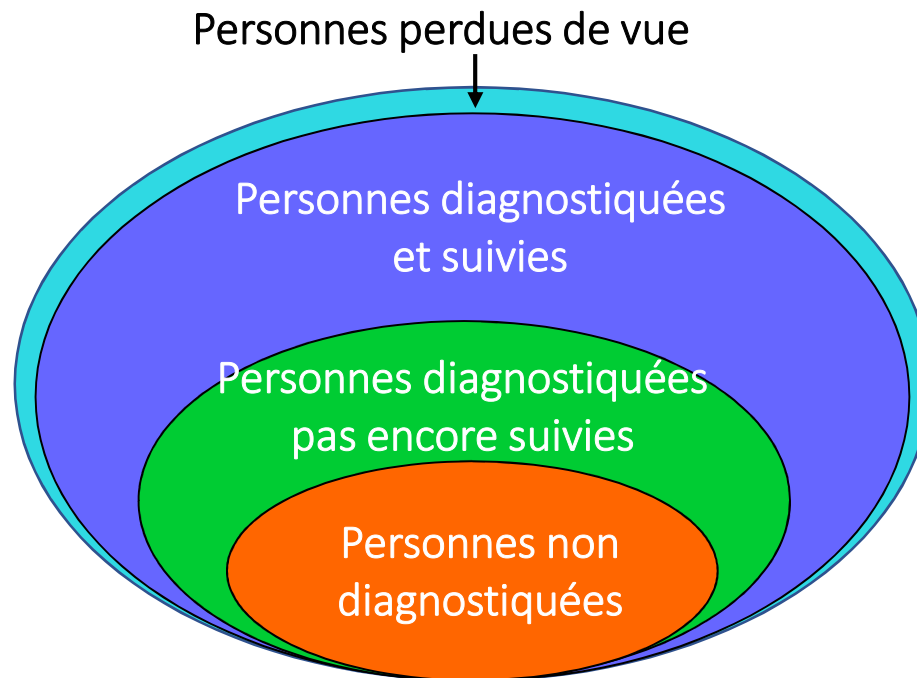 Personnes perdues de vue
Personnes diagnostiquées
et suivies
Personnes diagnostiquées
pas encore suivies
Personnes non
diagnostiquées